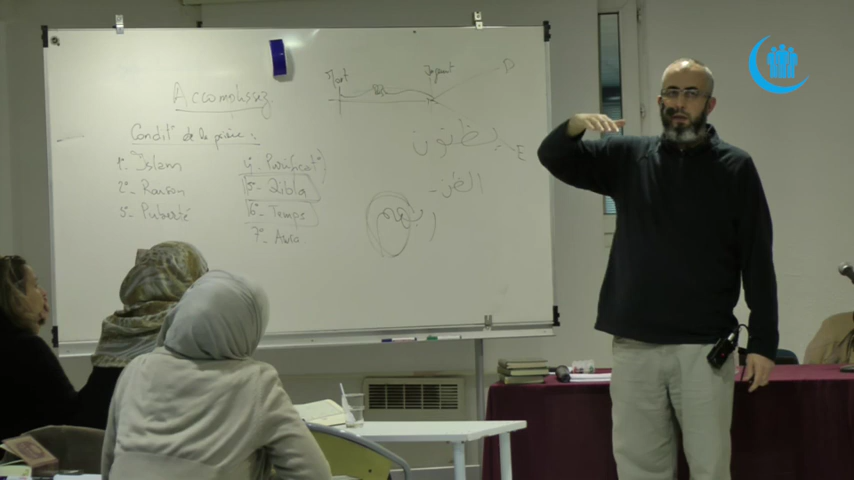 Mort
D
Accomplissez
Condit° de la prière :
1°- Islam
4°- Purificat°
2°- Raison
5°- Qibla
3°- Puberté
6°- Temps
7°- Awra
يظنون
E
الظن